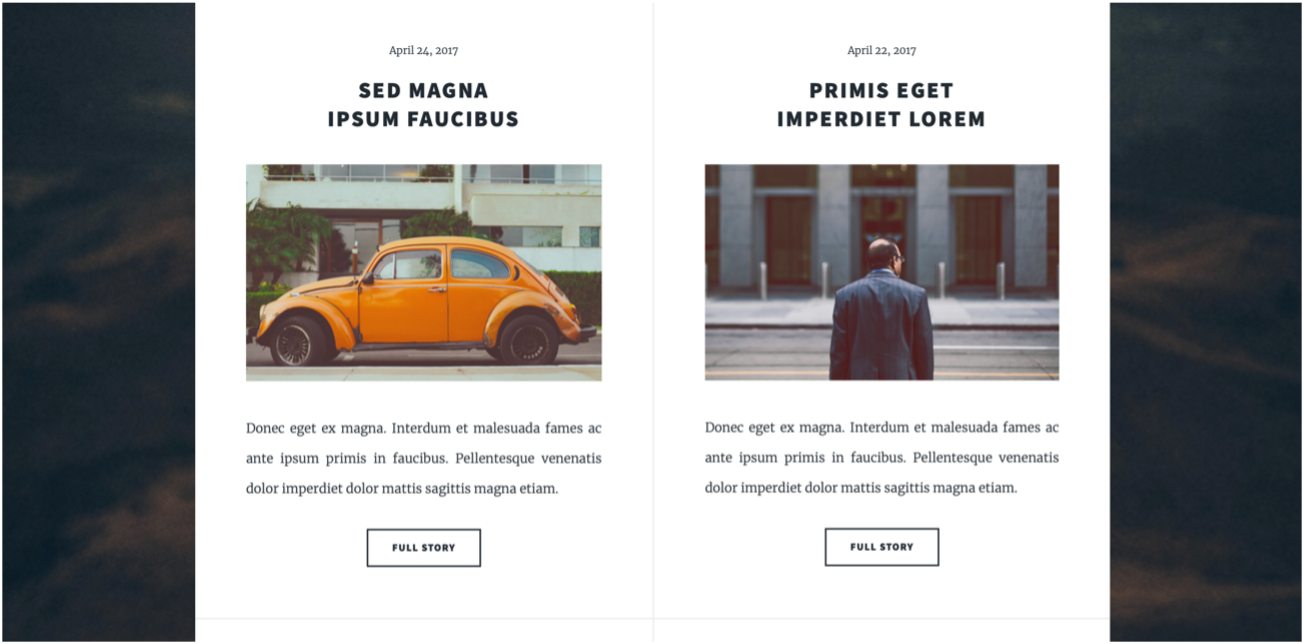 April 24, 2017
SED MAGNA
IPSUM FAUCIBUS
Donec eget ex magna. Interdum et malesuada fames ac
ante ipsum primis in faucibus. Pellentesque venenatis
dolor imperdiet dolor mattis sagittis magna etiam.
FULL STORY
April 22, 2017
PRIMIS EGET
IMPERDIET LOREM
Donec eget ex magna. Interdum et malesuada fames ac
ante ipsum primis in faucibus. Pellentesque venenatis
dolor imperdiet dolor mattis sagittis magna etiam.
FULL STORY